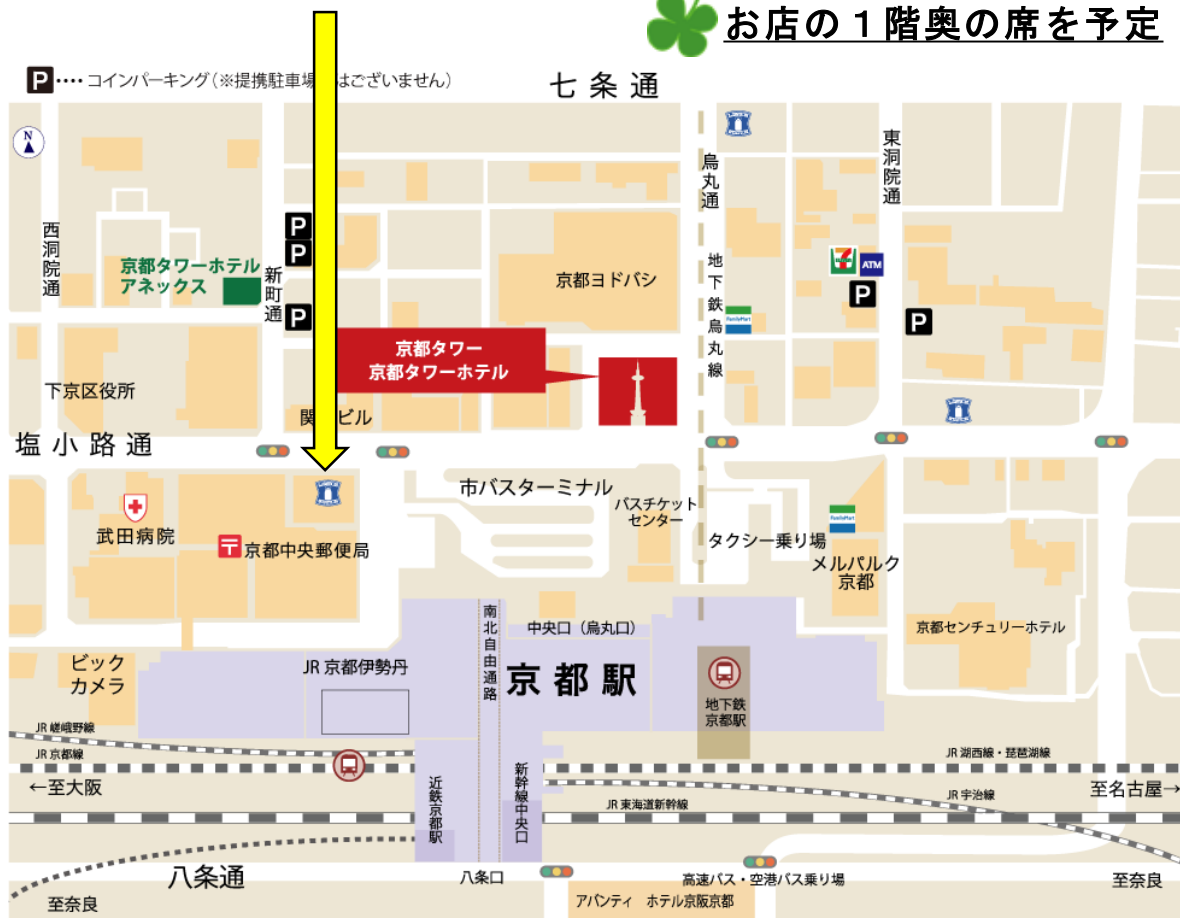 お店の１階奥の席を予定
P‥‥ コインパーキング(※提携駐車場 はございません)
七条通
N
烏丸通
東洞院通
西洞院通
京都タワーホテル
アネックス
新町通
P
P
P
京都ヨドバシ
地下鉄烏丸線
7
ATM
P
P
FamilyMart
京都タワー
京都タワーホテル
下京区役所
関 ビル
塩小路通
市バスターミナル
バスチケット
センター
武田病院
京都中央郵便局
タクシー乗り場
FamilyMart
メルパルク
京都
京都センチュリーホテル
南北自由通路
中央口（烏丸口）
京都駅
JR 京都伊勢丹
ビック
カメラ
地下鉄
京都駅
JR 嵯峨野線
JR 京都線
←至大阪
JR 湖西線・琵琶湖線
至名古屋→
JR 宇治線
JR 東海道新幹線
近鉄京都駅
新幹線中央口
八条通
八条口
高速バス・空港バス乗り場
至奈良
至奈良
アバンティ ホテル京阪京都